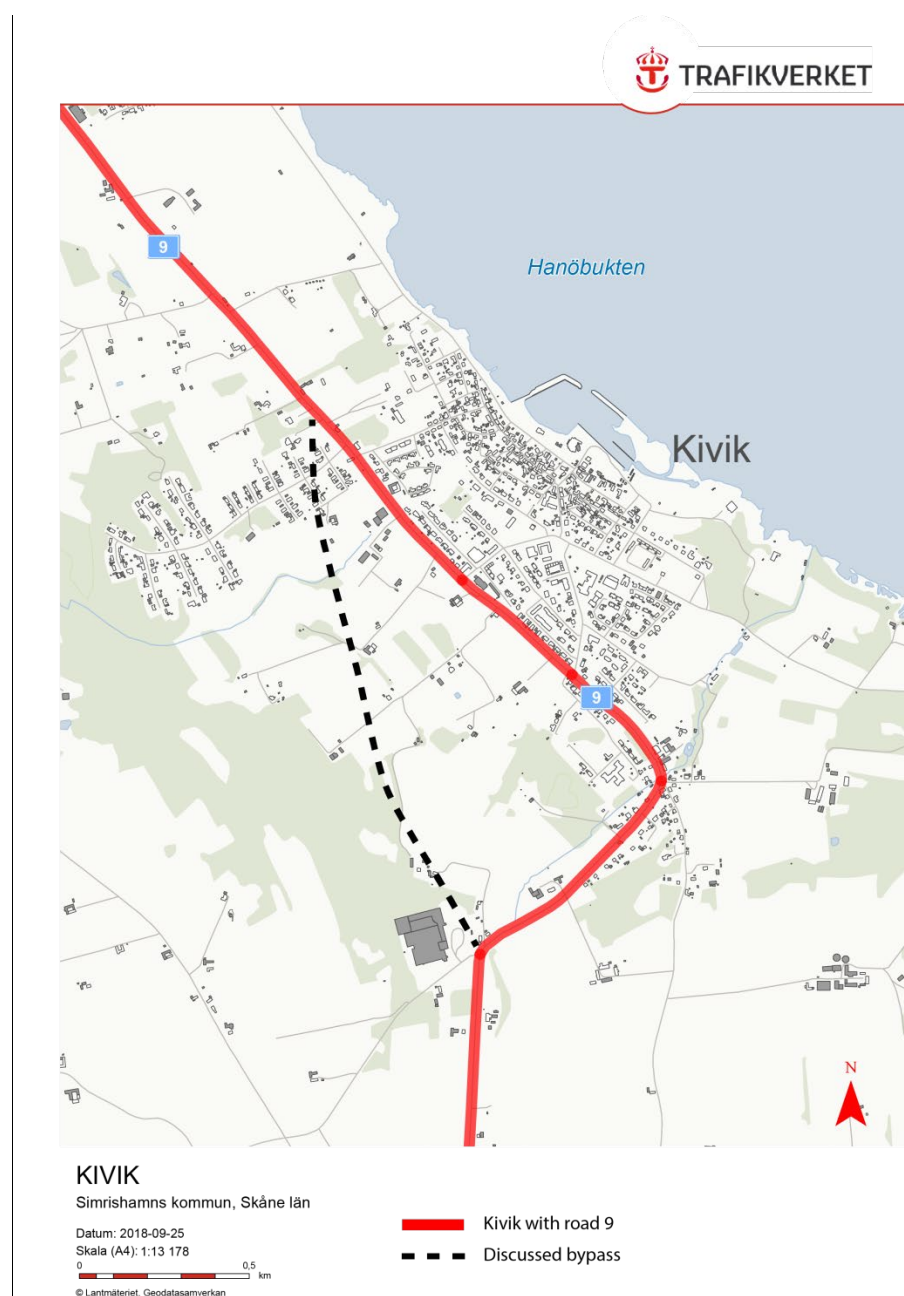 TRAFIKVERKET
9
Hanöbukten
Kivik
9
N
KIVIK
Simrishamns kommun, Skåne län
Datum: 2018-09-25
Skala (A4): 1:13 178
0 0,5
km
© Lantmäteriet, Geodatasamverkan
Kivik with road 9
Discussed bypass